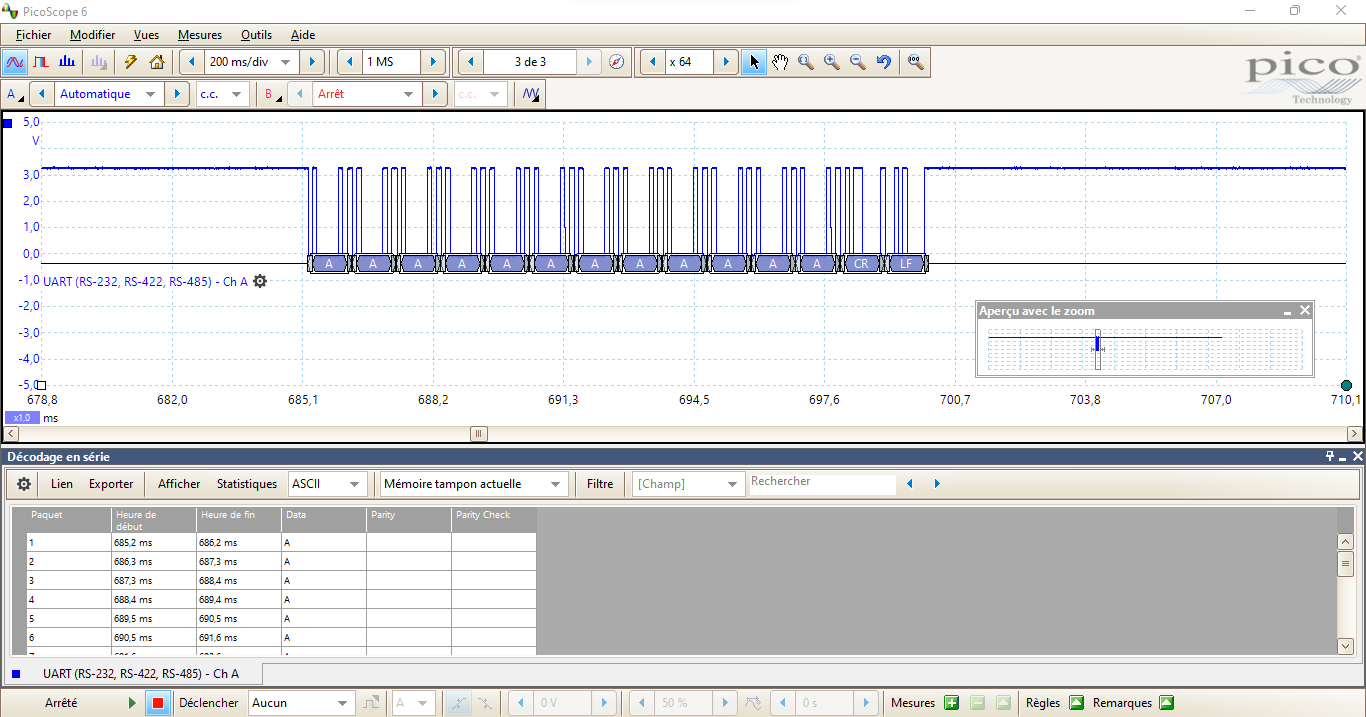 PicoScope 6
Fichier Modifier Vues Mesures Outils Aide
200 ms/div 1 MS 3 de 3 x 64
A Automatique c.c. B Arrêt c.c.
pico
Technology
5,0
V
3,0
2,0
1,0
0,0
A A A A A A A A A A A A CR LF
-1,0
UART (RS-232, RS-422, RS-485) - Ch A
-2,0
-3,0
-4,0
-5,0
Aperçu avec le zoom
678,8 682,0 685,1 688,2 691,3 694,5 697,6 700,7 703,8 707,0 710,1
x1.0 ms
Décodage en série
Lien Exporter Afficher Statistiques ASCII Mémoire tampon actuelle Filtre [Champ] Rechercher
Paquet Heure de début Heure de fin Data Parity Parity Check
1 685,2 ms 686,2 ms A
2 686,3 ms 687,3 ms A
3 687,3 ms 688,4 ms A
4 688,4 ms 689,4 ms A
5 689,5 ms 690,5 ms A
6 690,5 ms 691,6 ms A
UART (RS-232, RS-422, RS-485) - Ch A
Arrêté Déclencher Aucun A 0 V 50 % 0 s Mesures Règles Remarques